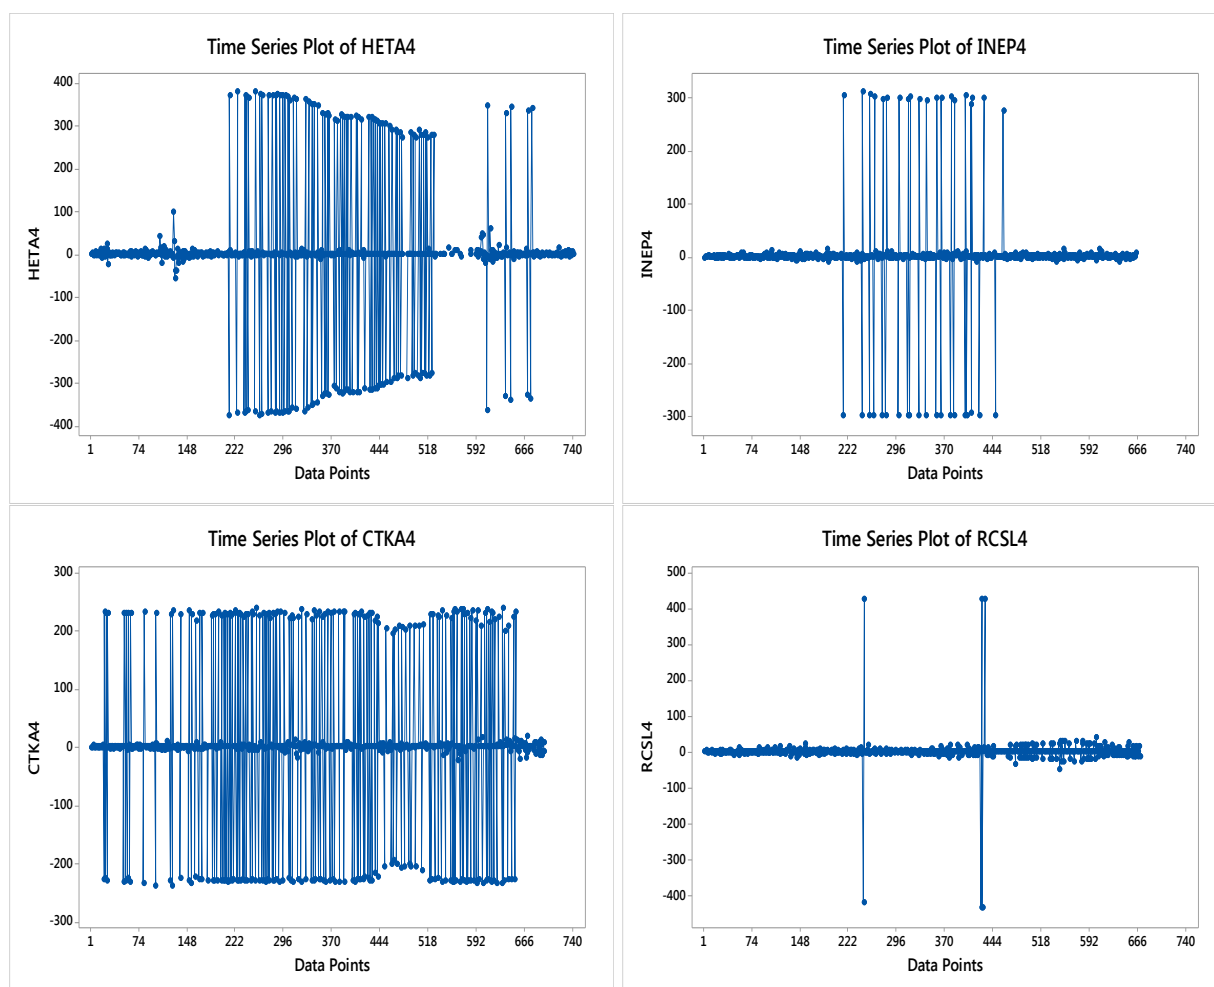 Time Series Plot of HETA4
HETA4
400
300
200
100
0
-100
-200
-300
-400
1 74 148 222 296 370 444 518 592 666 740
Data Points
Time Series Plot of INEP4
INEP4
300
200
100
0
-100
-200
-300
1 74 148 222 296 370 444 518 592 666 740
Data Points
Time Series Plot of CTKA4
CTKA4
300
200
100
0
-100
-200
-300
1 74 148 222 296 370 444 518 592 666 740
Data Points
Time Series Plot of RCSL4
RCSL4
500
400
300
200
100
0
-100
-200
-300
-400
1 74 148 222 296 370 444 518 592 666 740
Data Points